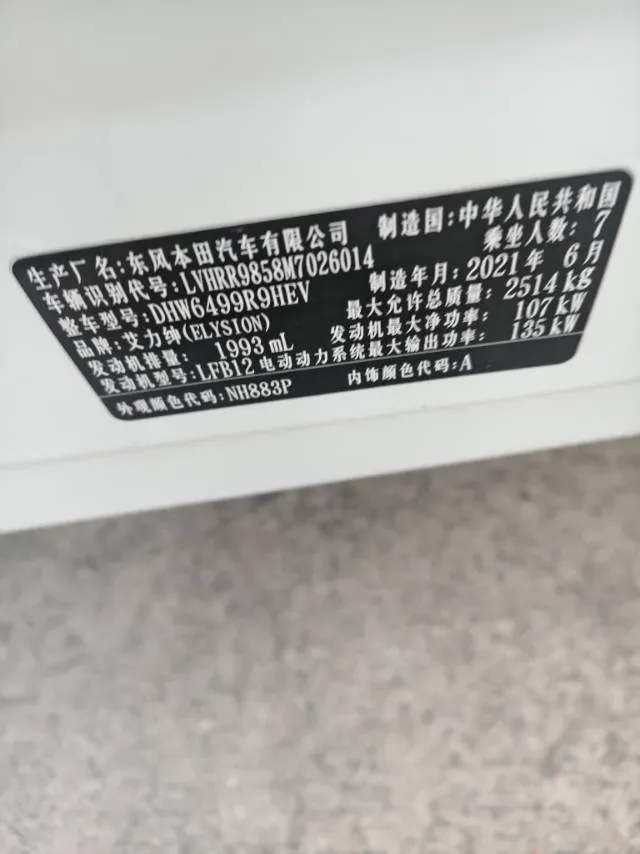 生产厂名:东风本田汽车有限公司 制造国:中华人民共和国
车辆识别代号:LVHRR9858M7026014 乘坐人数: 7
整车型号:DHW6499R9HEV 制造年月:2021年 6月
品牌:艾力绅(ELYSION) 最大允许总质量: 2514 kg
发动机排量: 1993 mL 发动机最大净功率: 107 kW
发动机型号:LFB12 电动动力系统最大输出功率: 135 kW
外观颜色代码:NH883P 内饰颜色代码:A